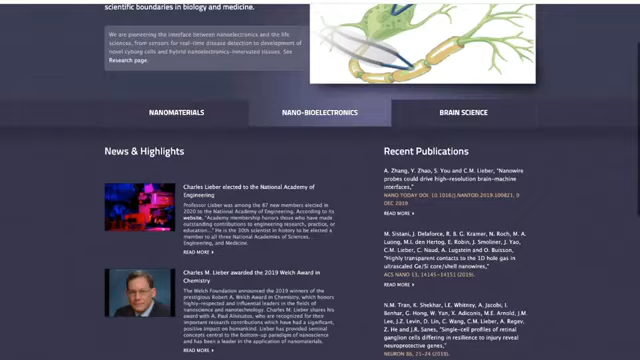 scientific boundaries in biology and medicine.
We are pioneering the interface between nanoelectronics and the life
sciences, from sensors for real-time disease detection to development of
novel cyborg cells and hybrid nanoelectronics-innervated tissues. See
Research page.
NANOMATERIALS
NANO-BIOELECTRONICS
BRAIN SCIENCE
News & Highlights
Charles Lieber elected to the National Academy of
Engineering
Professor Lieber was among the 87 new members elected in
2020 to the National Academy of Engineering. According to its
website, "Academy membership honors those who have made
outstanding contributions to engineering research, practice, or
education..." He is the 30th scientist in history to be elected a
member to all three National Academies of Sciences,
Engineering, and Medicine.
READ MORE
Charles M. Lieber awarded the 2019 Welch Award in
Chemistry
The Welch Foundation announced the 2019 winners of the
prestigious Robert A. Welch Award in Chemistry, which honors
highly-respected and influential leaders in the fields of
nanoscience and nanotechnology. Charles M. Lieber shares his
award with A. Paul Alivisatos, who are recognized for their
important research contributions which have had a significant,
positive impact on humankind. Lieber has provided seminal
concepts central to the bottom-up paradigm of nanoscience
and has been a leader in the application of nanomaterials.
READ MORE
Recent Publications
A. Zhang, Y. Zhao, S. You and C.M. Lieber, "Nanowire
probes could drive high-resolution brain-machine
interfaces,"
NANO TODAY DOI: 10.1016/J.NANTOD.2019.100821, 9
DEC 2019
READ MORE
M. Sistani, J. Delaforce, R. B. G. Kramer, N. Roch, M. A.
Luong, M.I. den Hertog, E. Robin, J. Smoliner, J. Yao,
C.M. Lieber, C. Naud, A. Lugstein and O. Buisson,
"Highly transparent contacts to the 1D hole gas in
ultrascaled Ge/Si core/shell nanowires,"
ACS NANO 13, 14145-14151 (2019).
READ MORE
N.M. Tran, K. Shekhar, I.E. Whitney, A. Jacobi, I.
Benhar, G. Hong, W. Yan, X. Adiconis, M.E. Arnold, J.M.
Lee, J.Z. Levin, D. Lin, C. Wang, C.M. Lieber, A. Regev,
Z. He and J.R. Sanes, "Single-cell profiles of retinal
ganglion cells differing in resilience to injury reveal
neuroprotective genes,"
NEURON